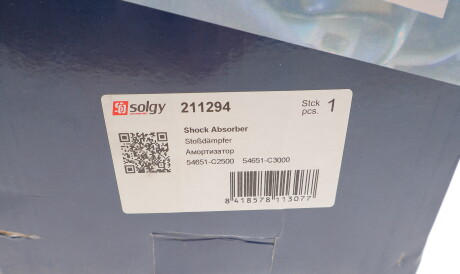 solgy 211294 Stck pcs. 1
Shock Absorber
Stoßdämpfer
Амортизатор
54651-C2500 54651-C3000
8 418578 113077